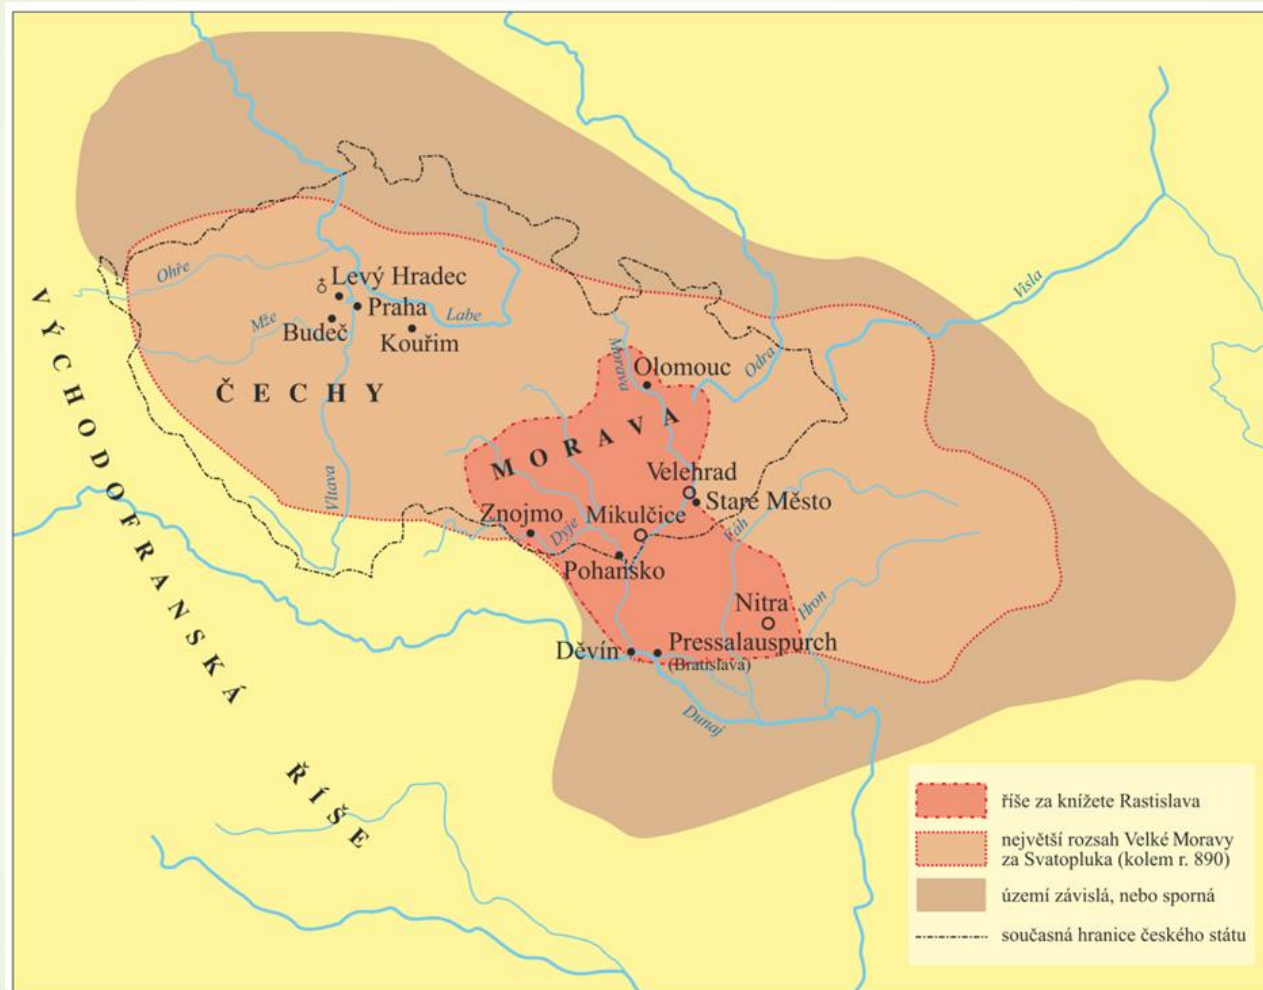 Ohře
Levý Hradec
Praha
Labe
Mže
Budeč
Kouřim
ČECHY
Vltava
VÝCHODOFRANSKÁ ŘÍŠE
Visla
Odra
Morava
Olomouc
MORAVA
Velehrad
Staré Město
Znojmo
Mikulčice
Dyje
Pohansko
Váh
Nitra
Hron
Děvín
Pressalauspurch
(Bratislava)
Dunaj
říše za knížete Rastislava
největší rozsah Velké Moravy
za Svatopluka (kolem r. 890)
území závislá, nebo sporná
současná hranice českého státu